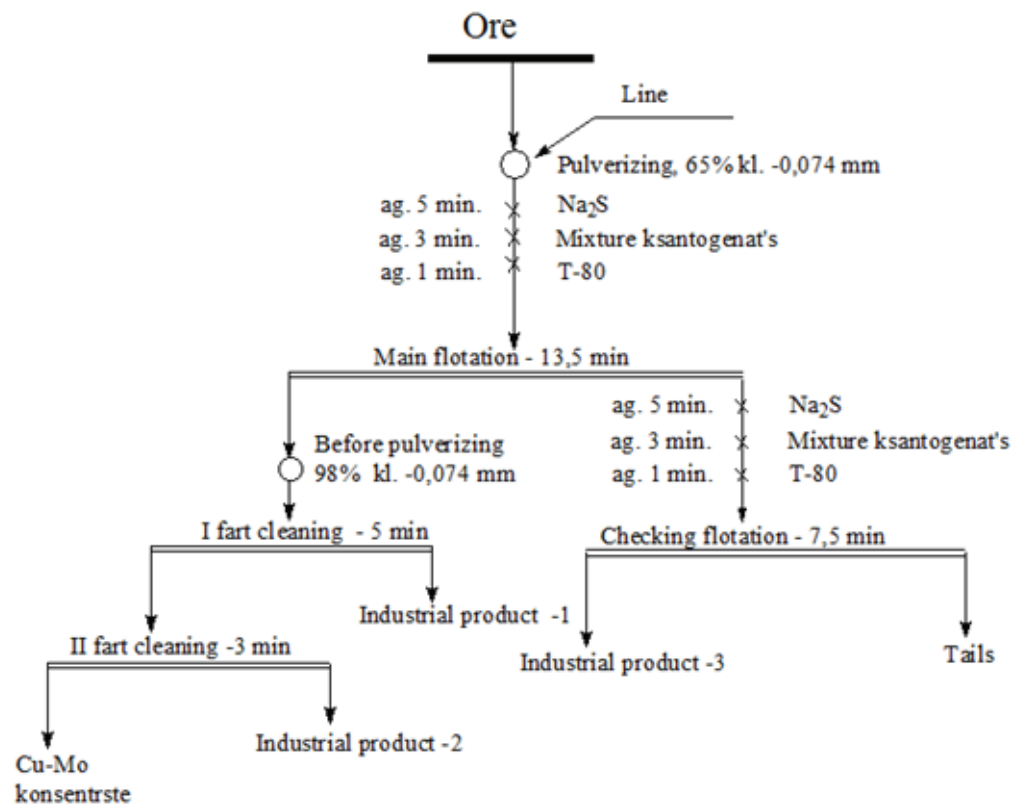 Ore
Line
Pulverizing, 65% kl. -0,074 mm
ag. 5 min. Na₂S
ag. 3 min. Mixture ksantogenat's
ag. 1 min. T-80
Main flotation - 13,5 min
ag. 5 min. Na₂S
ag. 3 min. Mixture ksantogenat's
ag. 1 min. T-80
Before pulverizing
98% kl. -0,074 mm
I fart cleaning - 5 min
Checking flotation - 7,5 min
Industrial product -1
II fart cleaning -3 min
Industrial product -3
Tails
Industrial product -2
Cu-Mo
konsentrste